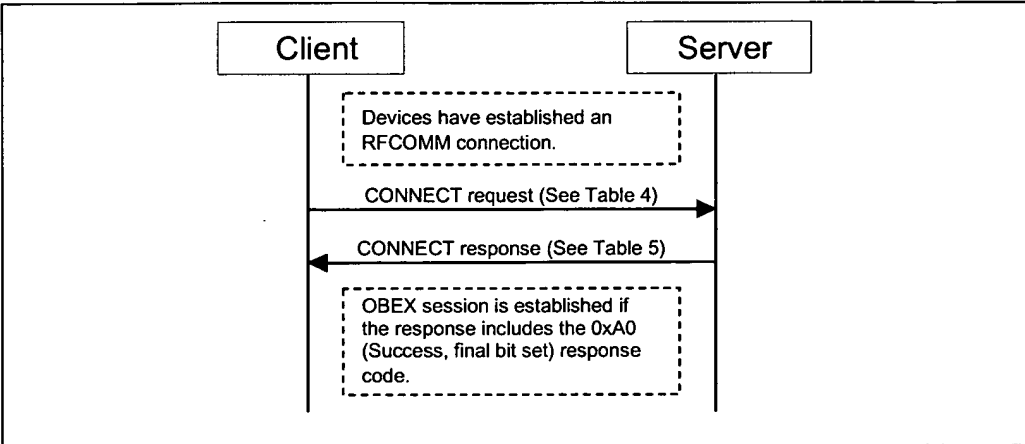 Client
Server
Devices have established an
RFCOMM connection.
CONNECT request (See Table 4)
CONNECT response (See Table 5)
OBEX session is established if
the response includes the 0xA0
(Success, final bit set) response
code.